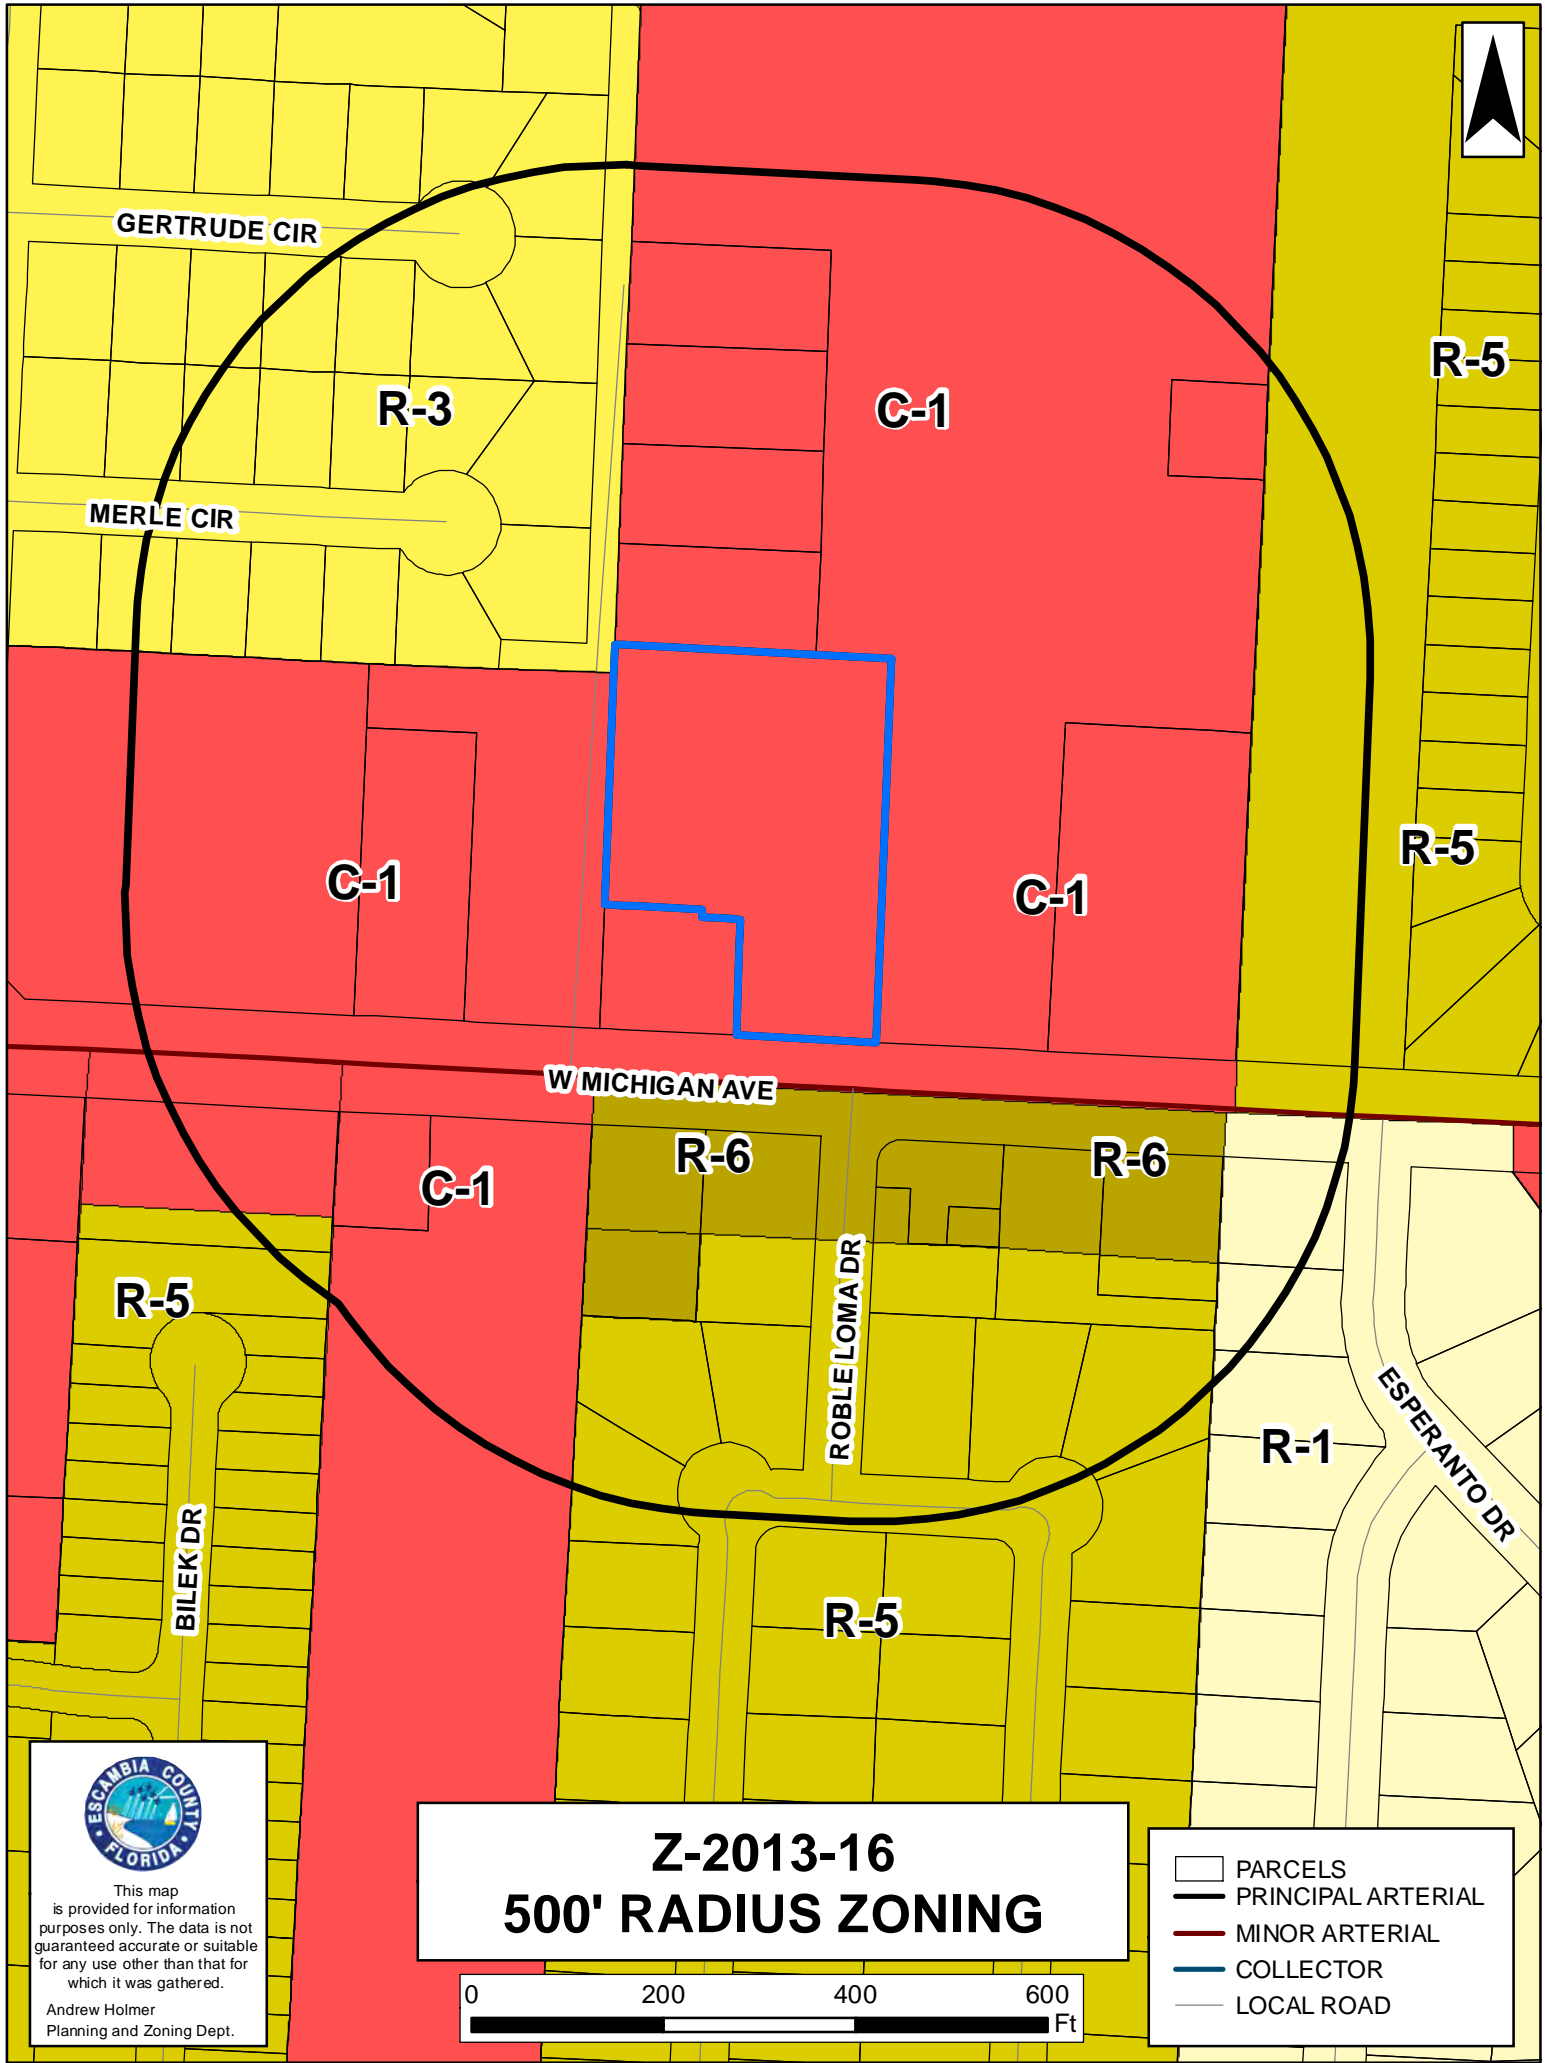 GERTRUDE CIR
R-5
R-3
C-1
MERLE CIR
R-5
C-1
C-1
W MICHIGAN AVE
R-6
R-6
C-1
R-5
ROBLE LOMA DR
ESPERANTO DR
R-1
BILEK DR
R-5
ESCAMBIA COUNTY
FLORIDA
This map
is provided for information
purposes only. The data is not
guaranteed accurate or suitable
for any use other than that for
which it was gathered.
Andrew Holmer
Planning and Zoning Dept.
Z-2013-16
500' RADIUS ZONING
0 200 400 600
Ft
PARCELS
PRINCIPAL ARTERIAL
MINOR ARTERIAL
COLLECTOR
LOCAL ROAD